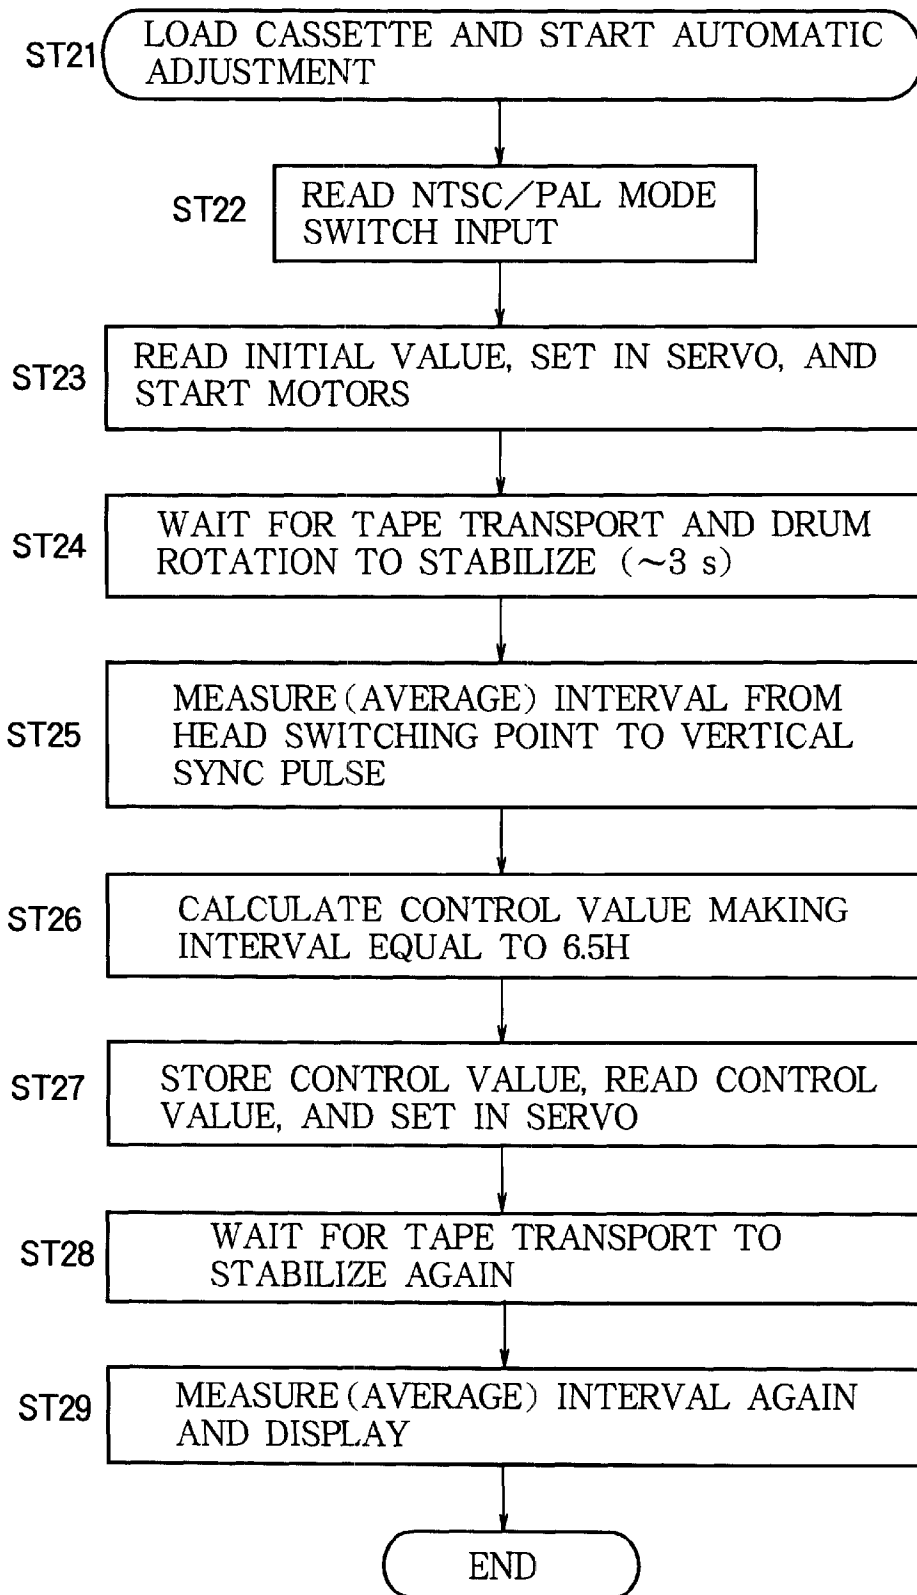 ST21
LOAD CASSETTE AND START AUTOMATIC
ADJUSTMENT
ST22
READ NTSC/PAL MODE
SWITCH INPUT
ST23
READ INITIAL VALUE, SET IN SERVO, AND
START MOTORS
ST24
WAIT FOR TAPE TRANSPORT AND DRUM
ROTATION TO STABILIZE (~3 s)
ST25
MEASURE (AVERAGE) INTERVAL FROM
HEAD SWITCHING POINT TO VERTICAL
SYNC PULSE
ST26
CALCULATE CONTROL VALUE MAKING
INTERVAL EQUAL TO 6.5H
ST27
STORE CONTROL VALUE, READ CONTROL
VALUE, AND SET IN SERVO
ST28
WAIT FOR TAPE TRANSPORT TO
STABILIZE AGAIN
ST29
MEASURE (AVERAGE) INTERVAL AGAIN
AND DISPLAY
END